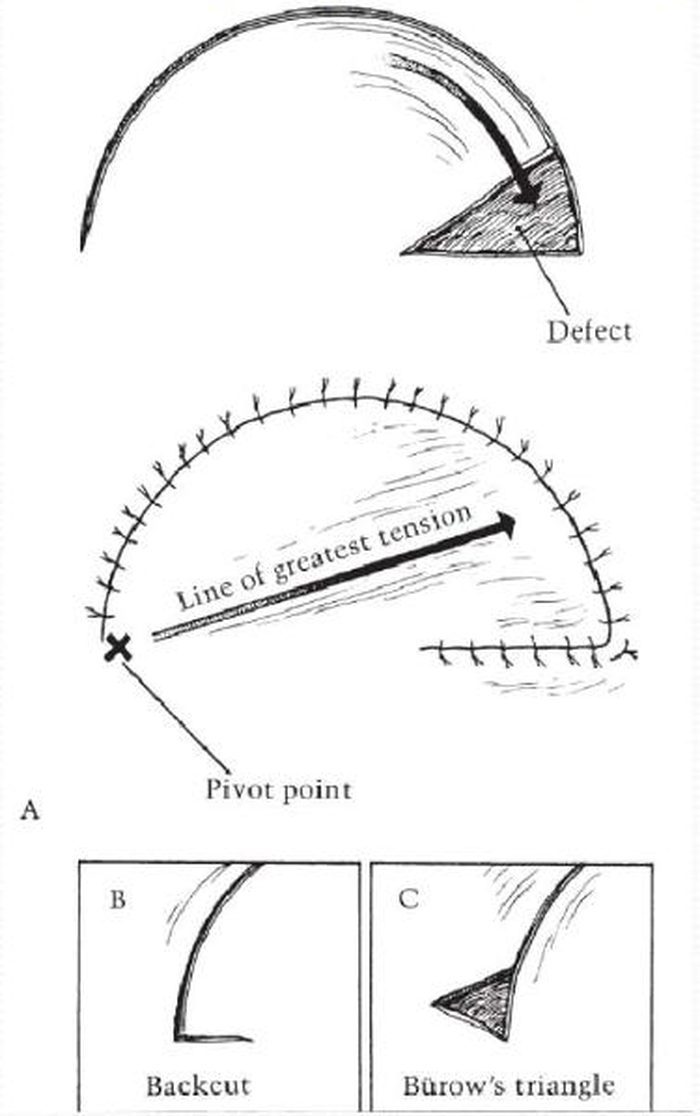 Defect
Line of greatest tension
Pivot point
A
B
C
Backcut
Bürow's triangle